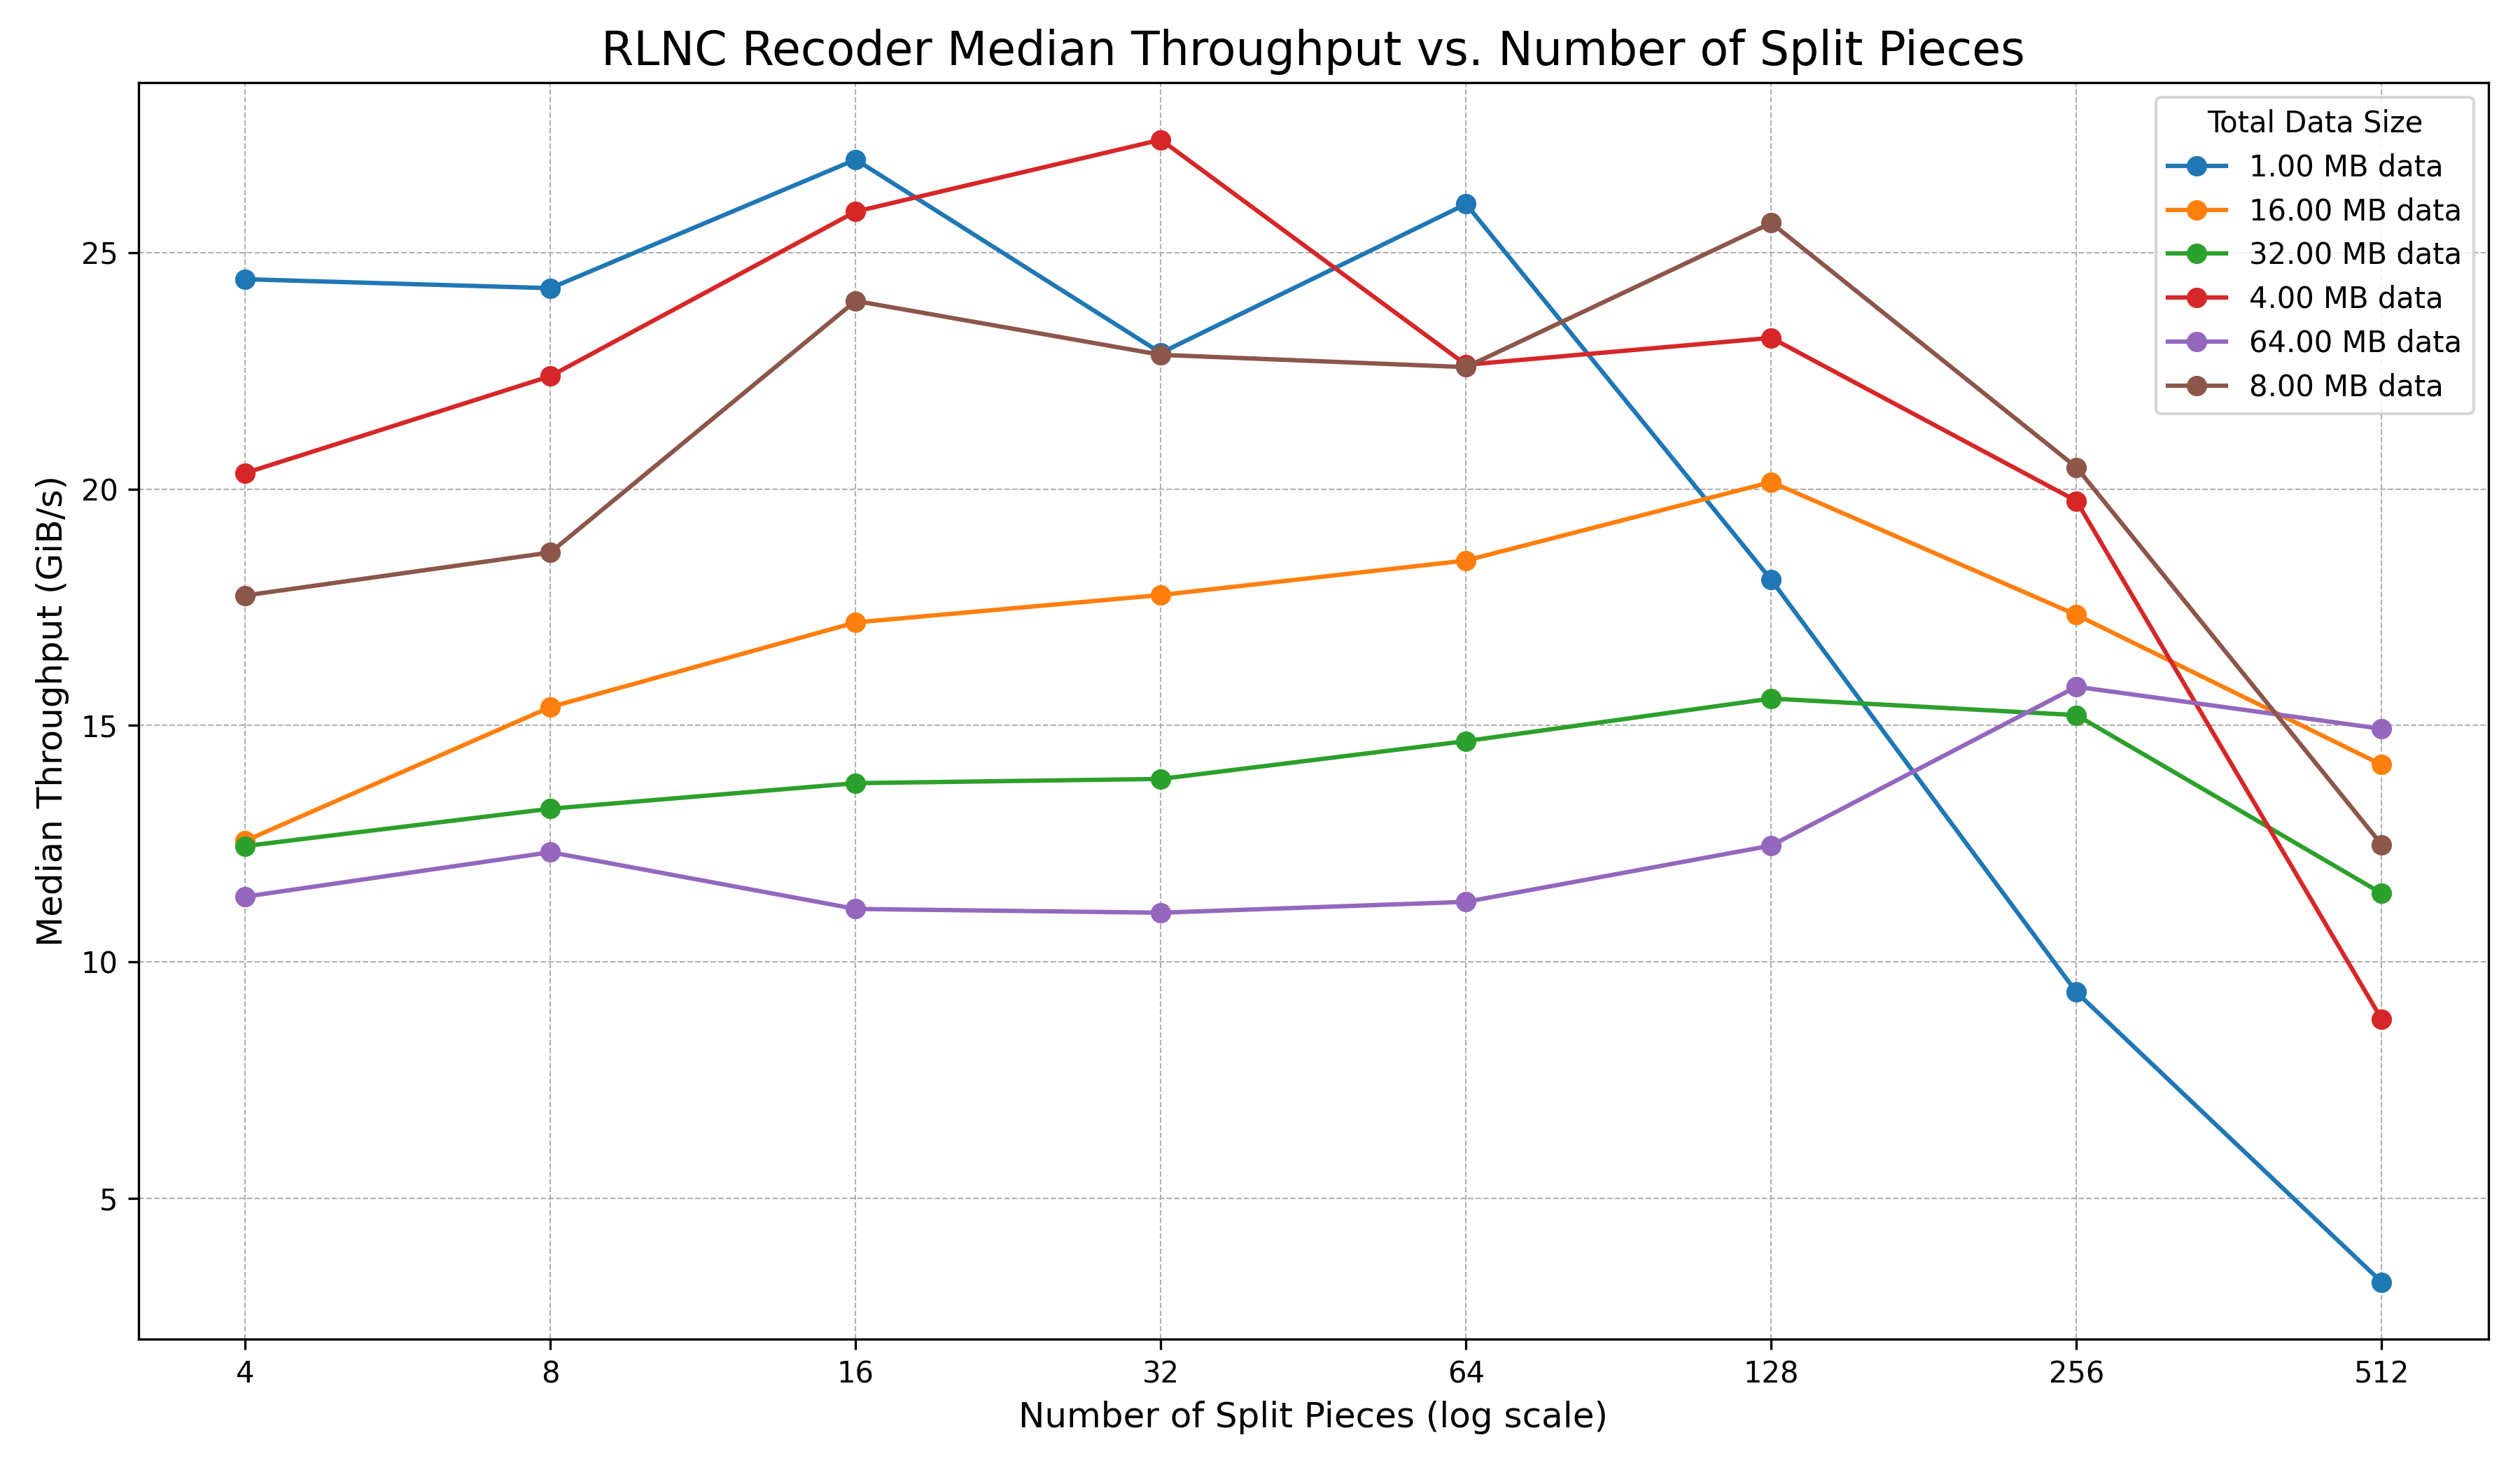 RLNC Recoder Median Throughput vs. Number of Split Pieces
Total Data Size
1.00 MB data
16.00 MB data
32.00 MB data
4.00 MB data
64.00 MB data
8.00 MB data
Median Throughput (GiB/s)
25
20
15
10
5
4 8 16 32 64 128 256 512
Number of Split Pieces (log scale)